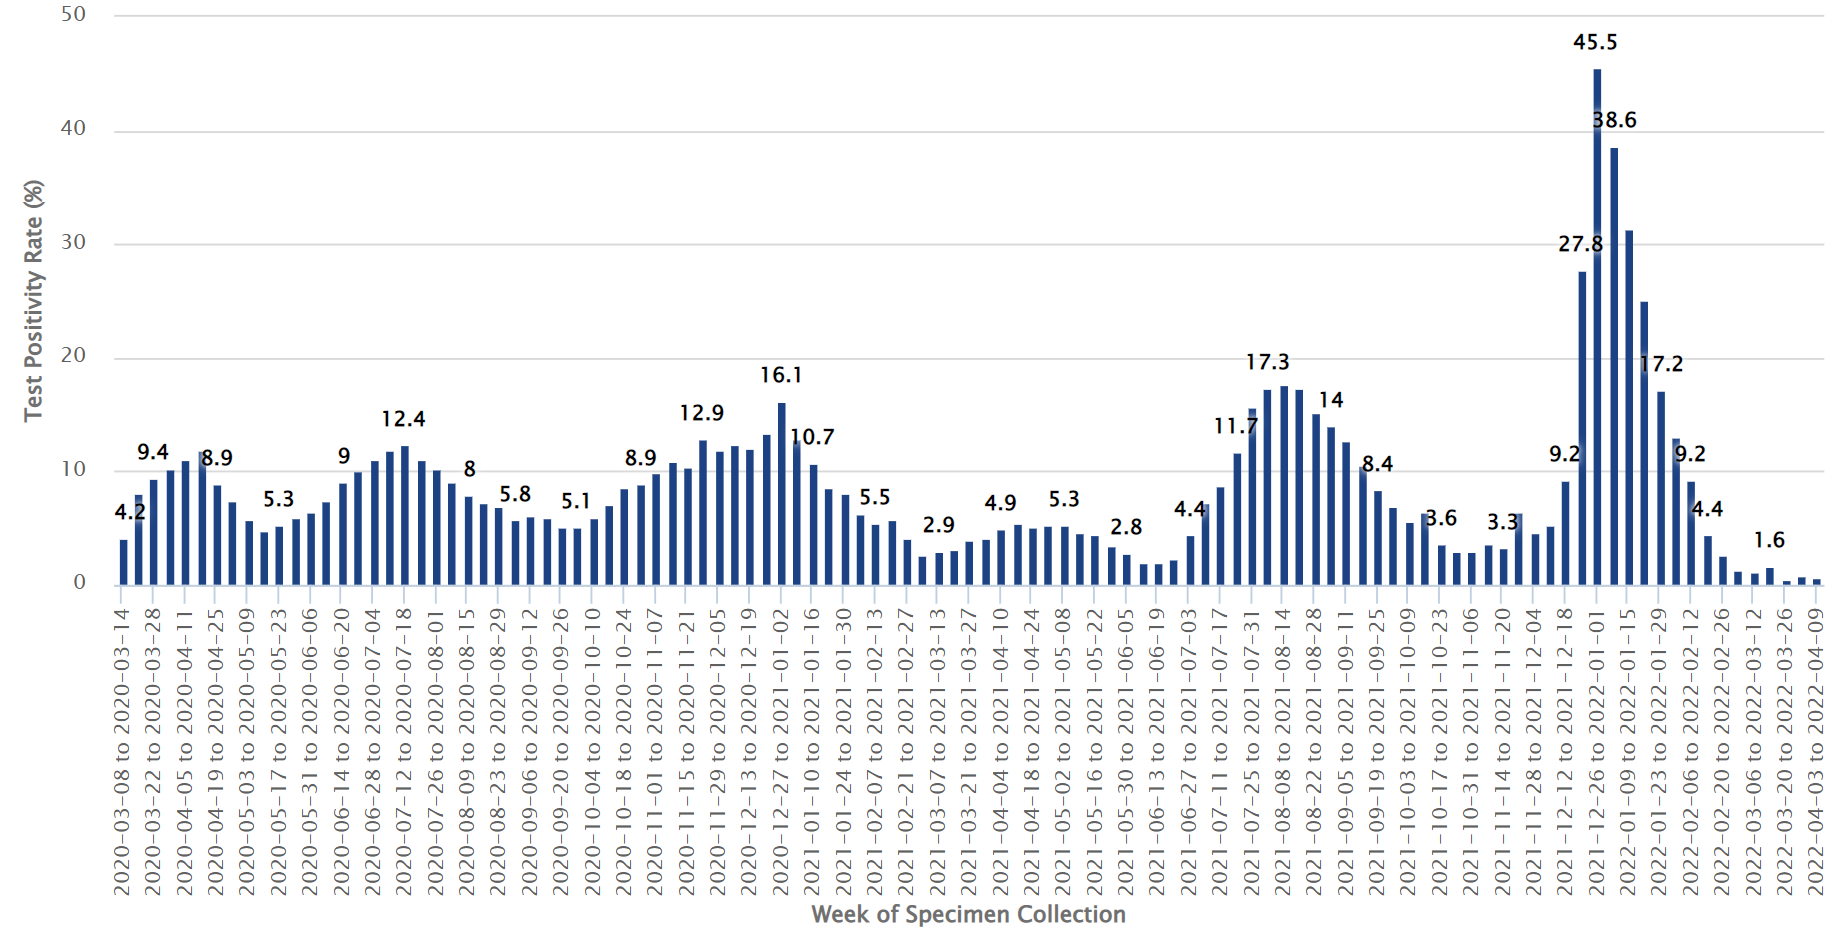 50
40
30
20
10
0
Test Positivity Rate (%)
4.2
9.4
8.9
5.3
9
12.4
8
5.8
5.1
8.9
12.9
16.1
10.7
5.5
2.9
4.9
5.3
2.8
4.4
11.7
17.3
14
8.4
3.6
3.3
9.2
27.8
45.5
38.6
17.2
9.2
4.4
1.6
2020-03-08 to 2020-03-14
2020-03-22 to 2020-03-28
2020-04-05 to 2020-04-11
2020-04-19 to 2020-04-25
2020-05-03 to 2020-05-09
2020-05-17 to 2020-05-23
2020-05-31 to 2020-06-06
2020-06-14 to 2020-06-20
2020-06-28 to 2020-07-04
2020-07-12 to 2020-07-18
2020-07-26 to 2020-08-01
2020-08-09 to 2020-08-15
2020-08-23 to 2020-08-29
2020-09-06 to 2020-09-12
2020-09-20 to 2020-09-26
2020-10-04 to 2020-10-10
2020-10-18 to 2020-10-24
2020-11-01 to 2020-11-07
2020-11-15 to 2020-11-21
2020-11-29 to 2020-12-05
2020-12-13 to 2020-12-19
2020-12-27 to 2021-01-02
2021-01-10 to 2021-01-16
2021-01-24 to 2021-01-30
2021-02-07 to 2021-02-13
2021-02-21 to 2021-02-27
2021-03-07 to 2021-03-13
2021-03-21 to 2021-03-27
2021-04-04 to 2021-04-10
2021-04-18 to 2021-04-24
2021-05-02 to 2021-05-08
2021-05-16 to 2021-05-22
2021-05-30 to 2021-06-05
2021-06-13 to 2021-06-19
2021-06-27 to 2021-07-03
2021-07-11 to 2021-07-17
2021-07-25 to 2021-07-31
2021-08-08 to 2021-08-14
2021-08-22 to 2021-08-28
2021-09-05 to 2021-09-11
2021-09-19 to 2021-09-25
2021-10-03 to 2021-10-09
2021-10-17 to 2021-10-23
2021-10-31 to 2021-11-06
2021-11-14 to 2021-11-20
2021-11-28 to 2021-12-04
2021-12-12 to 2021-12-18
2021-12-26 to 2022-01-01
2022-01-09 to 2022-01-15
2022-01-23 to 2022-01-29
2022-02-06 to 2022-02-12
2022-02-20 to 2022-02-26
2022-03-06 to 2022-03-12
2022-03-20 to 2022-03-26
2022-04-03 to 2022-04-09
Week of Specimen Collection